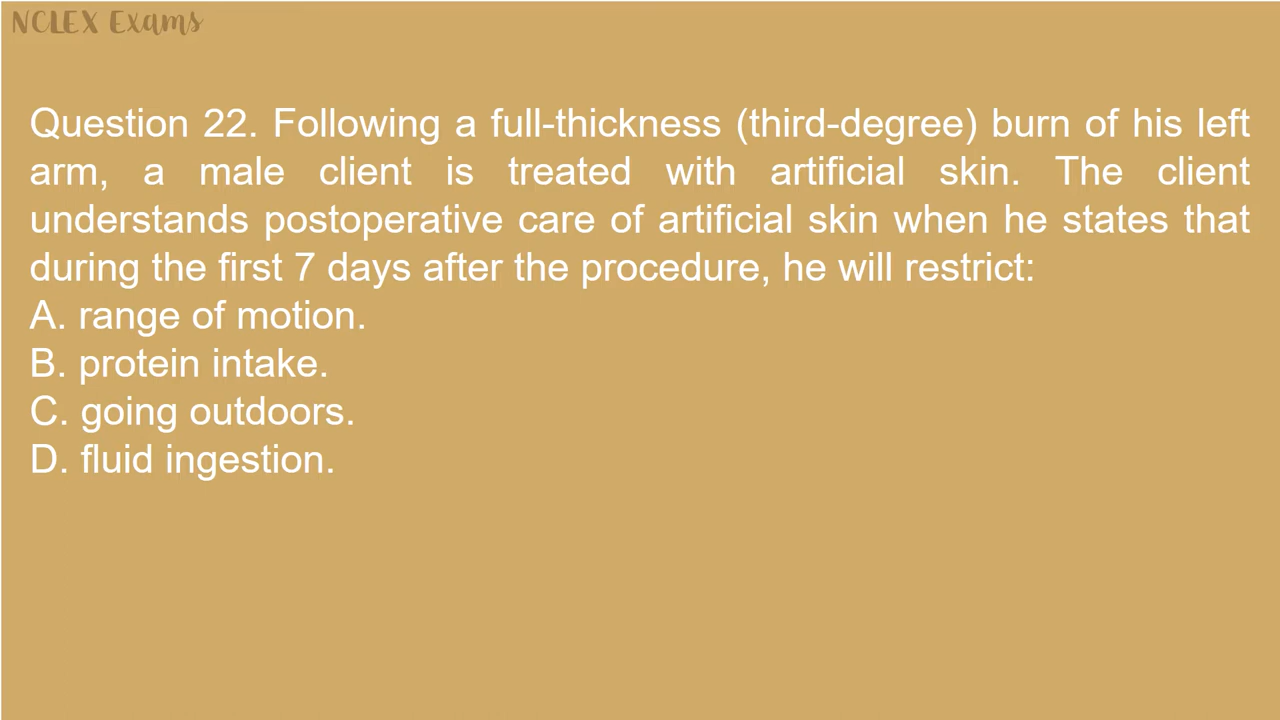 NCLEX Exams
Question 22. Following a full-thickness (third-degree) burn of his left
arm, a male client is treated with artificial skin. The client
understands postoperative care of artificial skin when he states that
during the first 7 days after the procedure, he will restrict:
A. range of motion.
B. protein intake.
C. going outdoors.
D. fluid ingestion.